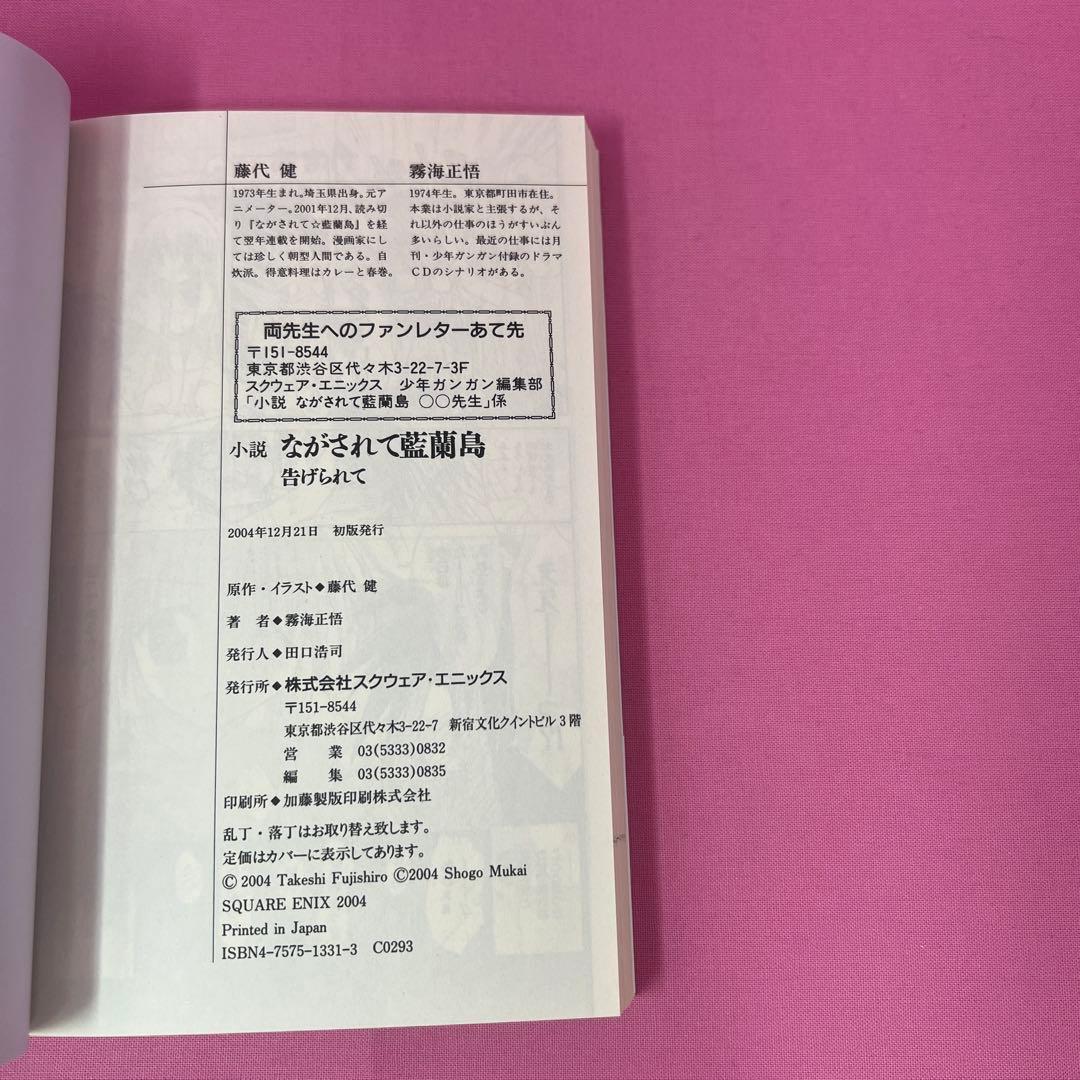 藤代 健
1973年生まれ。埼玉県出身。元ア
ニメーター。2001年12月、読み切
り『ながされて☆藍蘭島』を経
て翌年連載を開始。漫画家にし
ては珍しく朝型人間である。自
炊派。得意料理はカレーと春巻。
霧海正悟
1974年生。東京都町田市在住。
本業は小説家と主張するが、そ
れ以外の仕事のほうがすいぶん
多いらしい。最近の仕事には月
刊・少年ガンガン付録のドラマ
CDのシナリオがある。
両先生へのファンレターあて先
〒151-8544
東京都渋谷区代々木3-22-7-3F
スクウェア・エニックス 少年ガンガン編集部
「小説 ながされて藍蘭島 〇〇先生」係
小説 ながされて藍蘭島
告げられて
2004年12月21日 初版発行
原作・イラスト◆藤代 健
著 者◆霧海正悟
発行人◆田口浩司
発行所◆株式会社スクウェア・エニックス
〒151-8544
東京都渋谷区代々木3-22-7 新宿文化クイントビル3階
営 業 03(5333)0832
編 集 03(5333)0835
印刷所◆加藤製版印刷株式会社
乱丁・落丁はお取り替え致します。
定価はカバーに表示してあります。
©2004 Takeshi Fujishiro ©2004 Shogo Mukai
SQUARE ENIX 2004
Printed in Japan
ISBN4-7575-1331-3 C0293